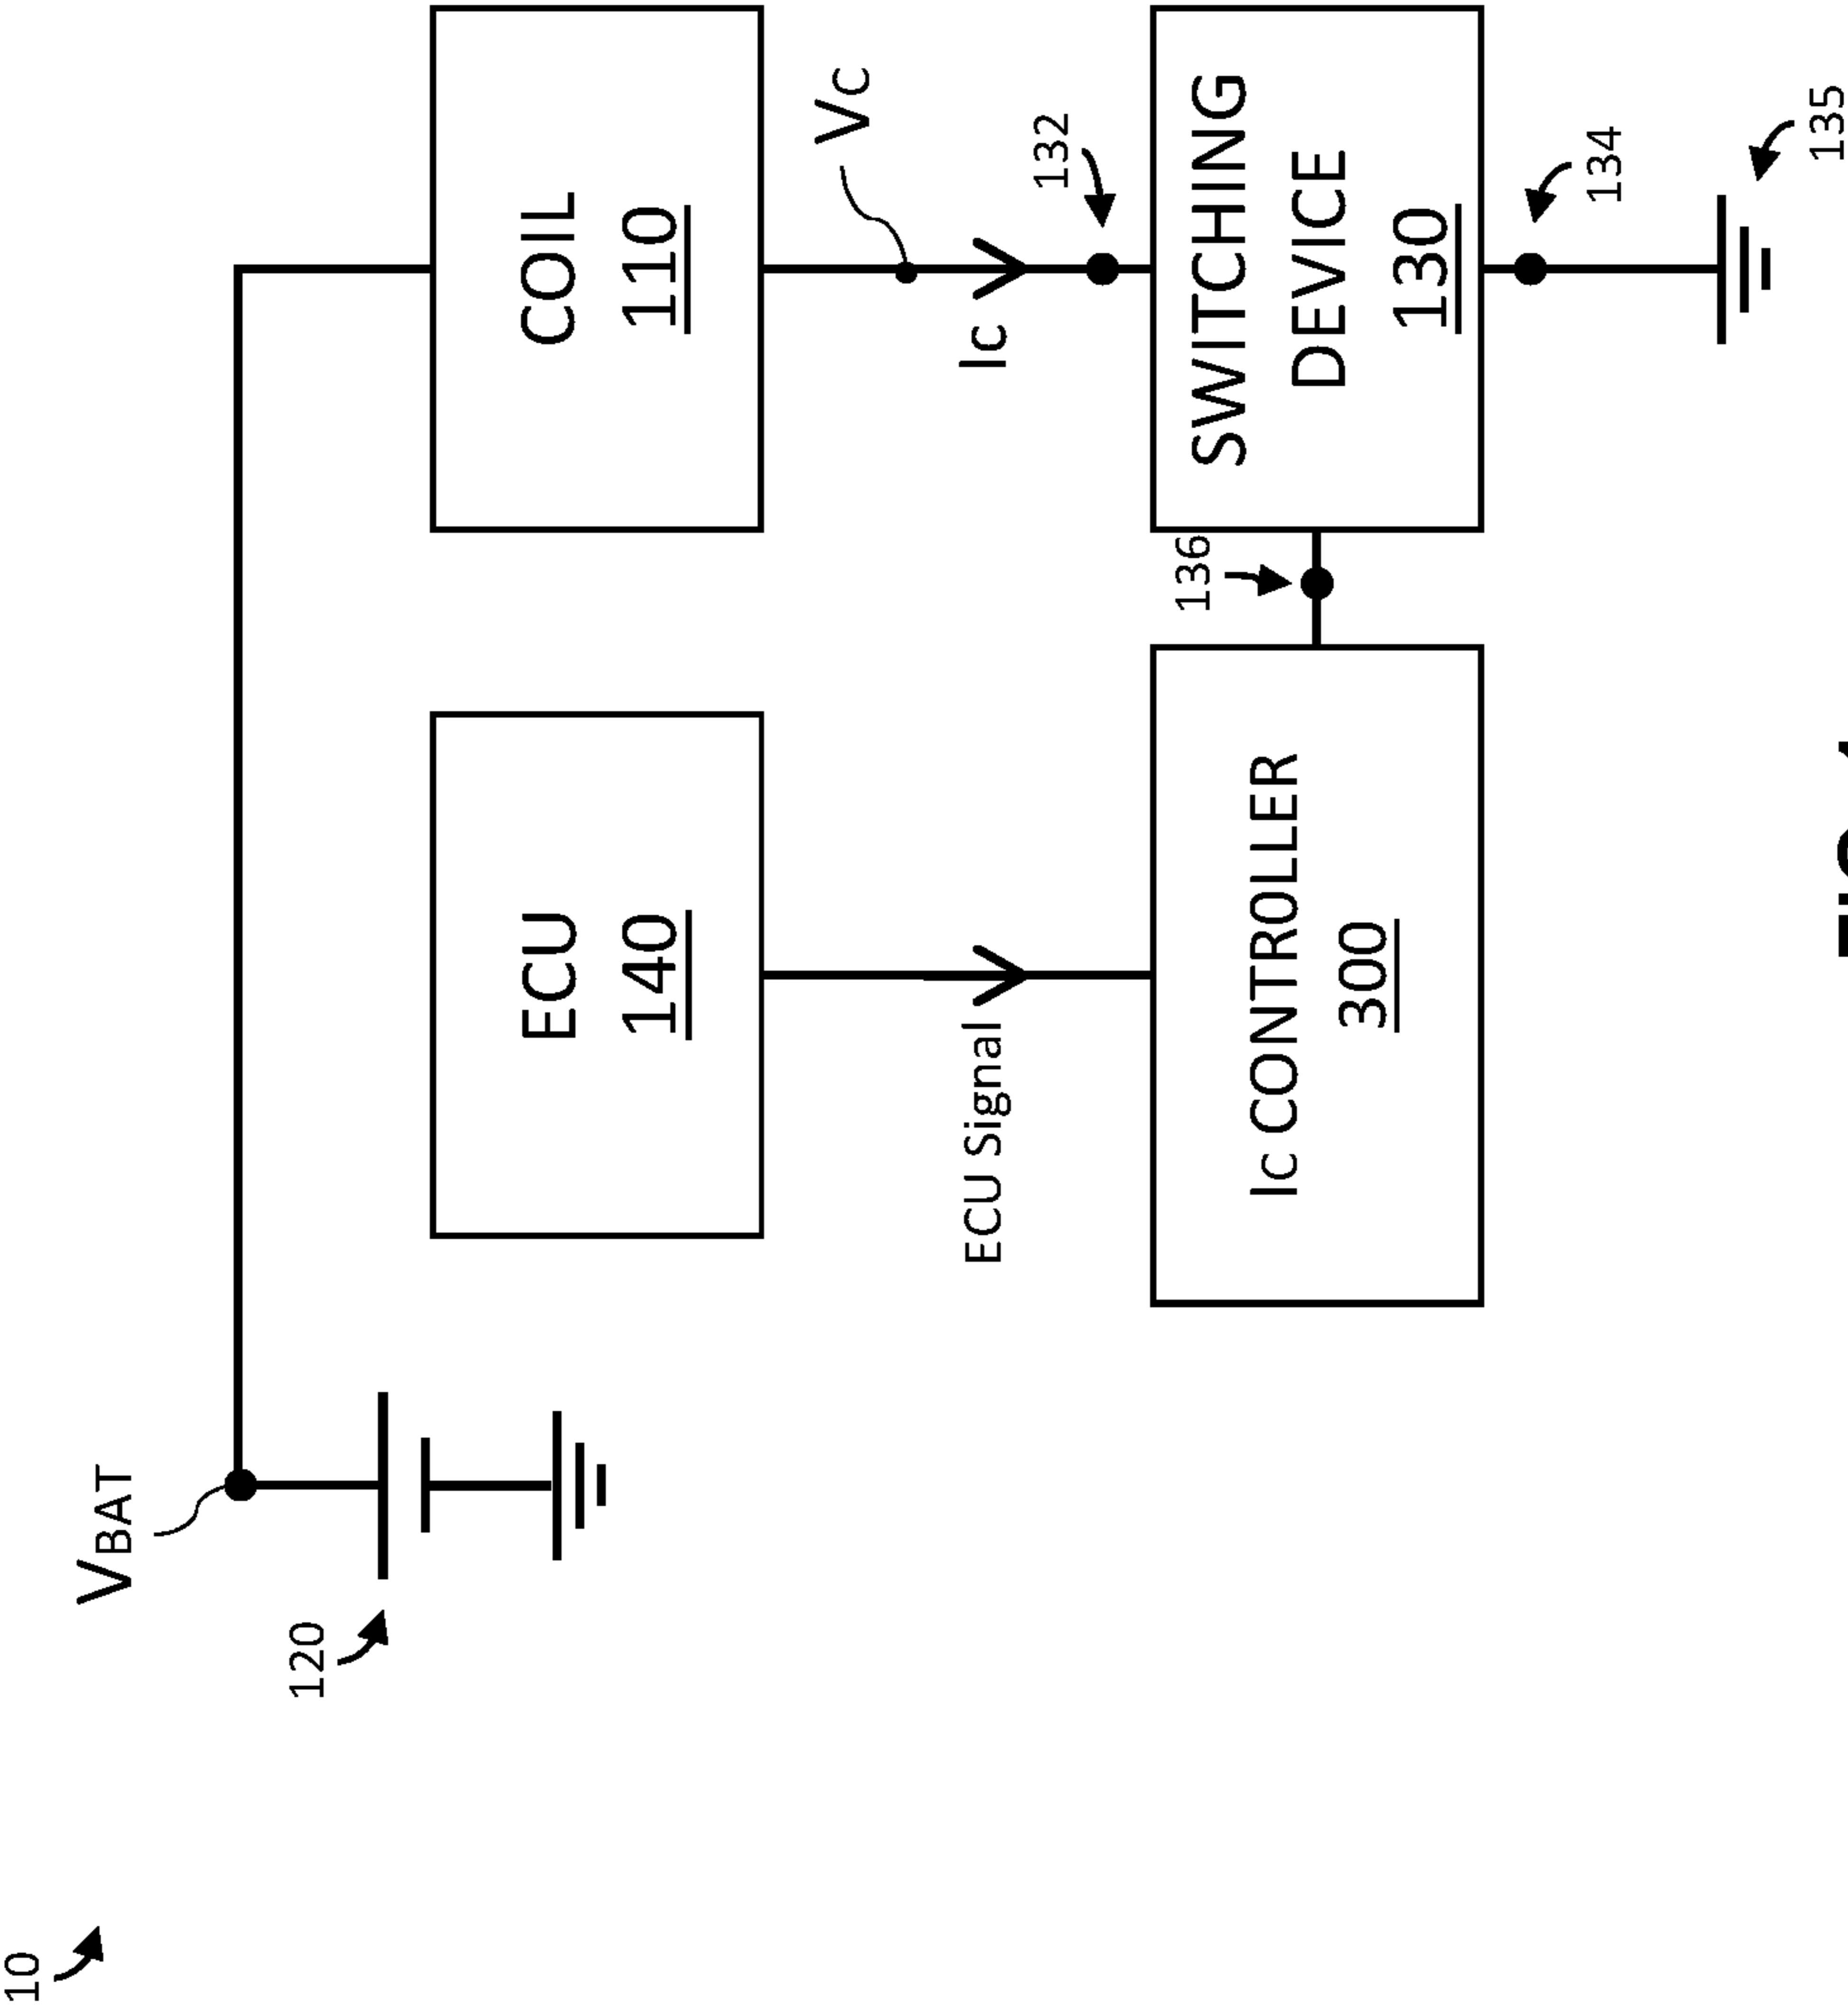 10
VBAT
120
ECU
140
COIL
110
VC
ECU Signal
IC
132
136
IC CONTROLLER
300
SWITCHING
DEVICE
130
134
135